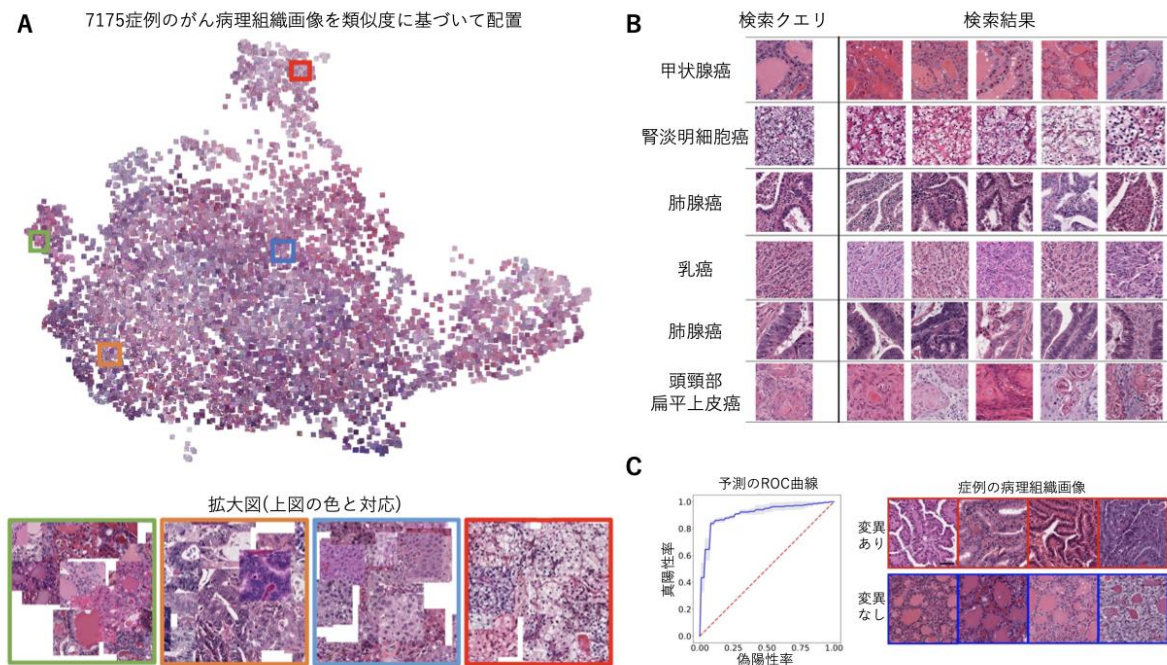 A
7175症例のがん病理組織画像を類似度に基づいて配置
拡大図(上図の色と対応)
B
検索クエリ
検索結果
甲状腺癌
腎淡明細胞癌
肺腺癌
乳癌
肺腺癌
頭頸部
扁平上皮癌
C
予測のROC曲線
真陽性率
1.0
0.8
0.6
0.4
0.2
0.0
0.00 0.25 0.50 0.75 1.00
偽陽性率
症例の病理組織画像
変異
あり
変異
なし